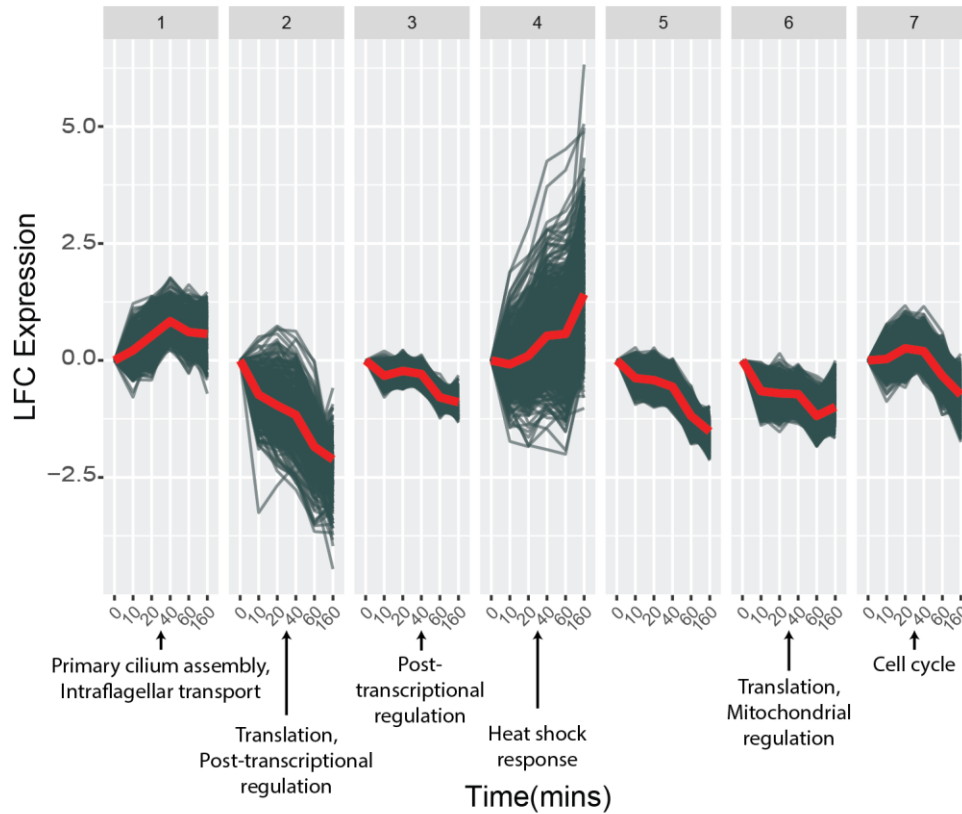 1 2 3 4 5 6 7
LFC Expression
5.0
2.5
0.0
−2.5
0 10 20 40 60 160 0 10 20 40 60 160 0 10 20 40 60 160 0 10 20 40 60 160 0 10 20 40 60 160 0 10 20 40 60 160 0 10 20 40 60 160
Primary cilium assembly,
Intraflagellar transport
Translation,
Post-transcriptional
regulation
Post-
transcriptional
regulation
Heat shock
response
Translation,
Mitochondrial
regulation
Cell cycle
Time(mins)